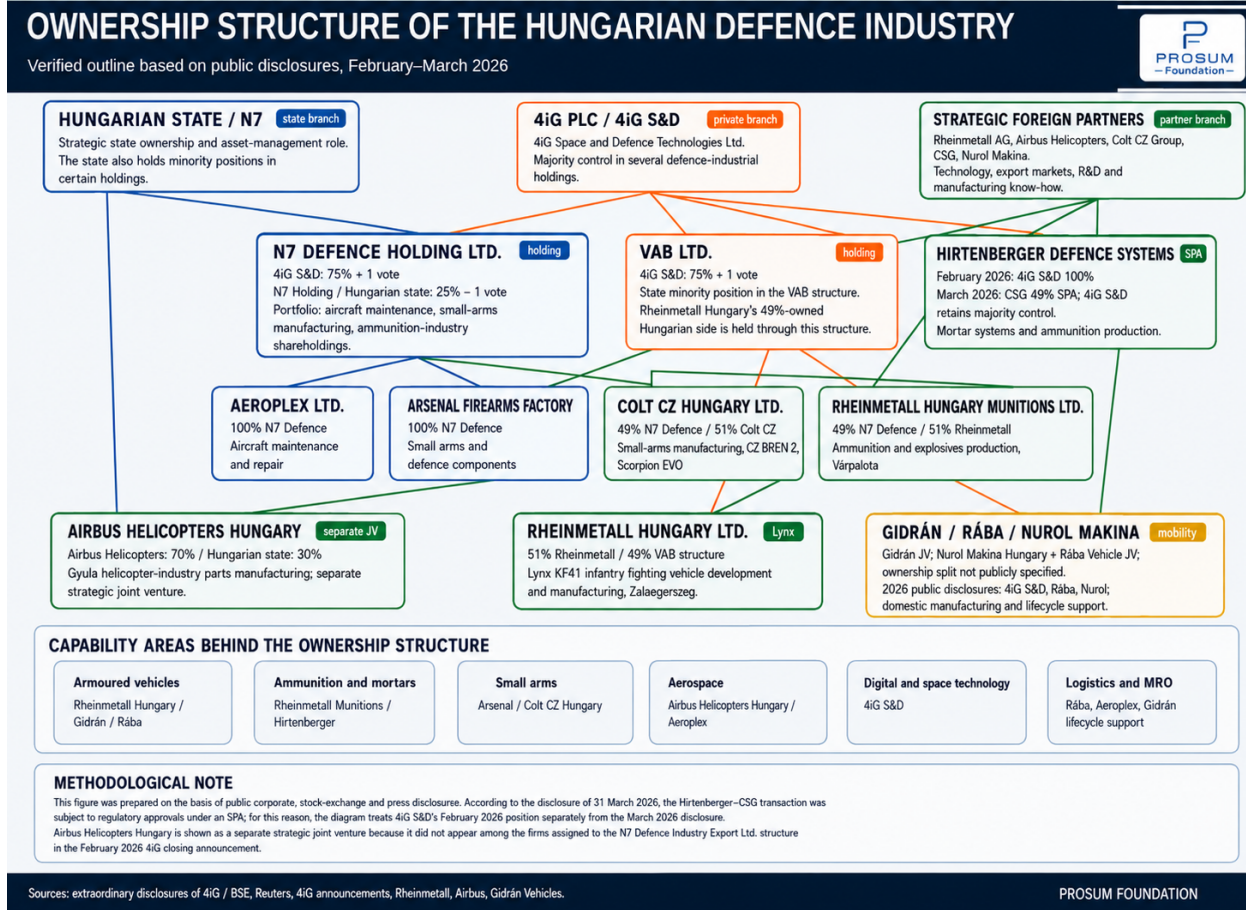 OWNERSHIP STRUCTURE OF THE HUNGARIAN DEFENCE INDUSTRY
Verified outline based on public disclosures, February–March 2026
PROSUM
Foundation
HUNGARIAN STATE / N7
state branch
Strategic state ownership and asset-management role.
The state also holds minority positions in
certain holdings.
4iG PLC / 4iG S&D
private branch
4iG Space and Defence Technologies Ltd.
Majority control in several defence-industrial
holdings.
STRATEGIC FOREIGN PARTNERS
partner branch
Rheinmetall AG, Airbus Helicopters, Colt CZ Group,
CSG, Nurol Makina.
Technology, export markets, R&D and
manufacturing know-how.
N7 DEFENCE HOLDING LTD.
holding
4iG S&D: 75% + 1 vote
N7 Holding / Hungarian state: 25% – 1 vote
Portfolio: aircraft maintenance, small-arms
manufacturing, ammunition-industry
shareholdings.
VAB LTD.
holding
4iG S&D: 75% + 1 vote
State minority position in the VAB structure.
Rheinmetall Hungary's 49%-owned
Hungarian side is held through this structure.
HIRTENBERGER DEFENCE SYSTEMS
SPA
February 2026: 4iG S&D 100%
March 2026: CSG 49% SPA; 4iG S&D
retains majority control.
Mortar systems and ammunition production.
AEROPLEX LTD.
100% N7 Defence
Aircraft maintenance
and repair
ARSENAL FIREARMS FACTORY
100% N7 Defence
Small arms and
defence components
COLT CZ HUNGARY LTD.
49% N7 Defence / 51% Colt CZ
Small-arms manufacturing, CZ BREN 2,
Scorpion EVO
RHEINMETALL HUNGARY MUNITIONS LTD.
49% N7 Defence / 51% Rheinmetall
Ammunition and explosives production,
Várpalota
AIRBUS HELICOPTERS HUNGARY
separate JV
Airbus Helicopters: 70% / Hungarian state: 30%
Gyula helicopter-industry parts manufacturing; separate
strategic joint venture.
RHEINMETALL HUNGARY LTD.
Lynx
51% Rheinmetall / 49% VAB structure
Lynx KF41 infantry fighting vehicle development
and manufacturing, Zalaegerszeg.
GIDRÁN / RÁBA / NUROL MAKINA
mobility
Gidrán JV; Nurol Makina Hungary + Rába Vehicle JV;
ownership split not publicly specified.
2026 public disclosures: 4iG S&D, Rába, Nurol;
domestic manufacturing and lifecycle support.
CAPABILITY AREAS BEHIND THE OWNERSHIP STRUCTURE
Armoured vehicles
Rheinmetall Hungary /
Gidrán / Rába
Ammunition and mortars
Rheinmetall Munitions /
Hirtenberger
Small arms
Arsenal / Colt CZ Hungary
Aerospace
Airbus Helicopters Hungary /
Aeroplex
Digital and space technology
4iG S&D
Logistics and MRO
Rába, Aeroplex, Gidrán
lifecycle support
METHODOLOGICAL NOTE
This figure was prepared on the basis of public corporate, stock-exchange and press disclosurse. According to the disclosure of 31 March 2026, the Hirtenberger–CSG transaction was
subject to regulatory approvals under an SPA; for this reason, the diagram treats 4iG S&D's February 2026 position separately from the March 2026 disclosure.
Airbus Helicopters Hungary is shown as a separate strategic joint venture because it did not appear among the firms assigned to the N7 Defence Industry Export Ltd. structure
in the February 2026 4iG closing announcement.
Sources: extraordinary disclosures of 4iG / BSE, Reuters, 4iG announcements, Rheinmetall, Airbus, Gidrán Vehicles.
PROSUM FOUNDATION